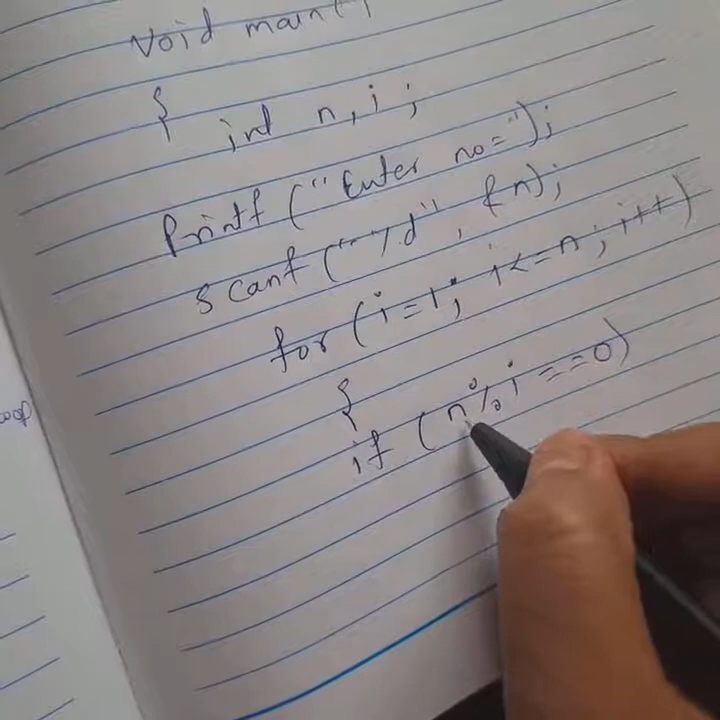 void main()
{
int n, i ;
Printf ("Enter no=");
scanf ("%d", &n);
for (i=1; i<=n; i++)
{
if (n%i==0)